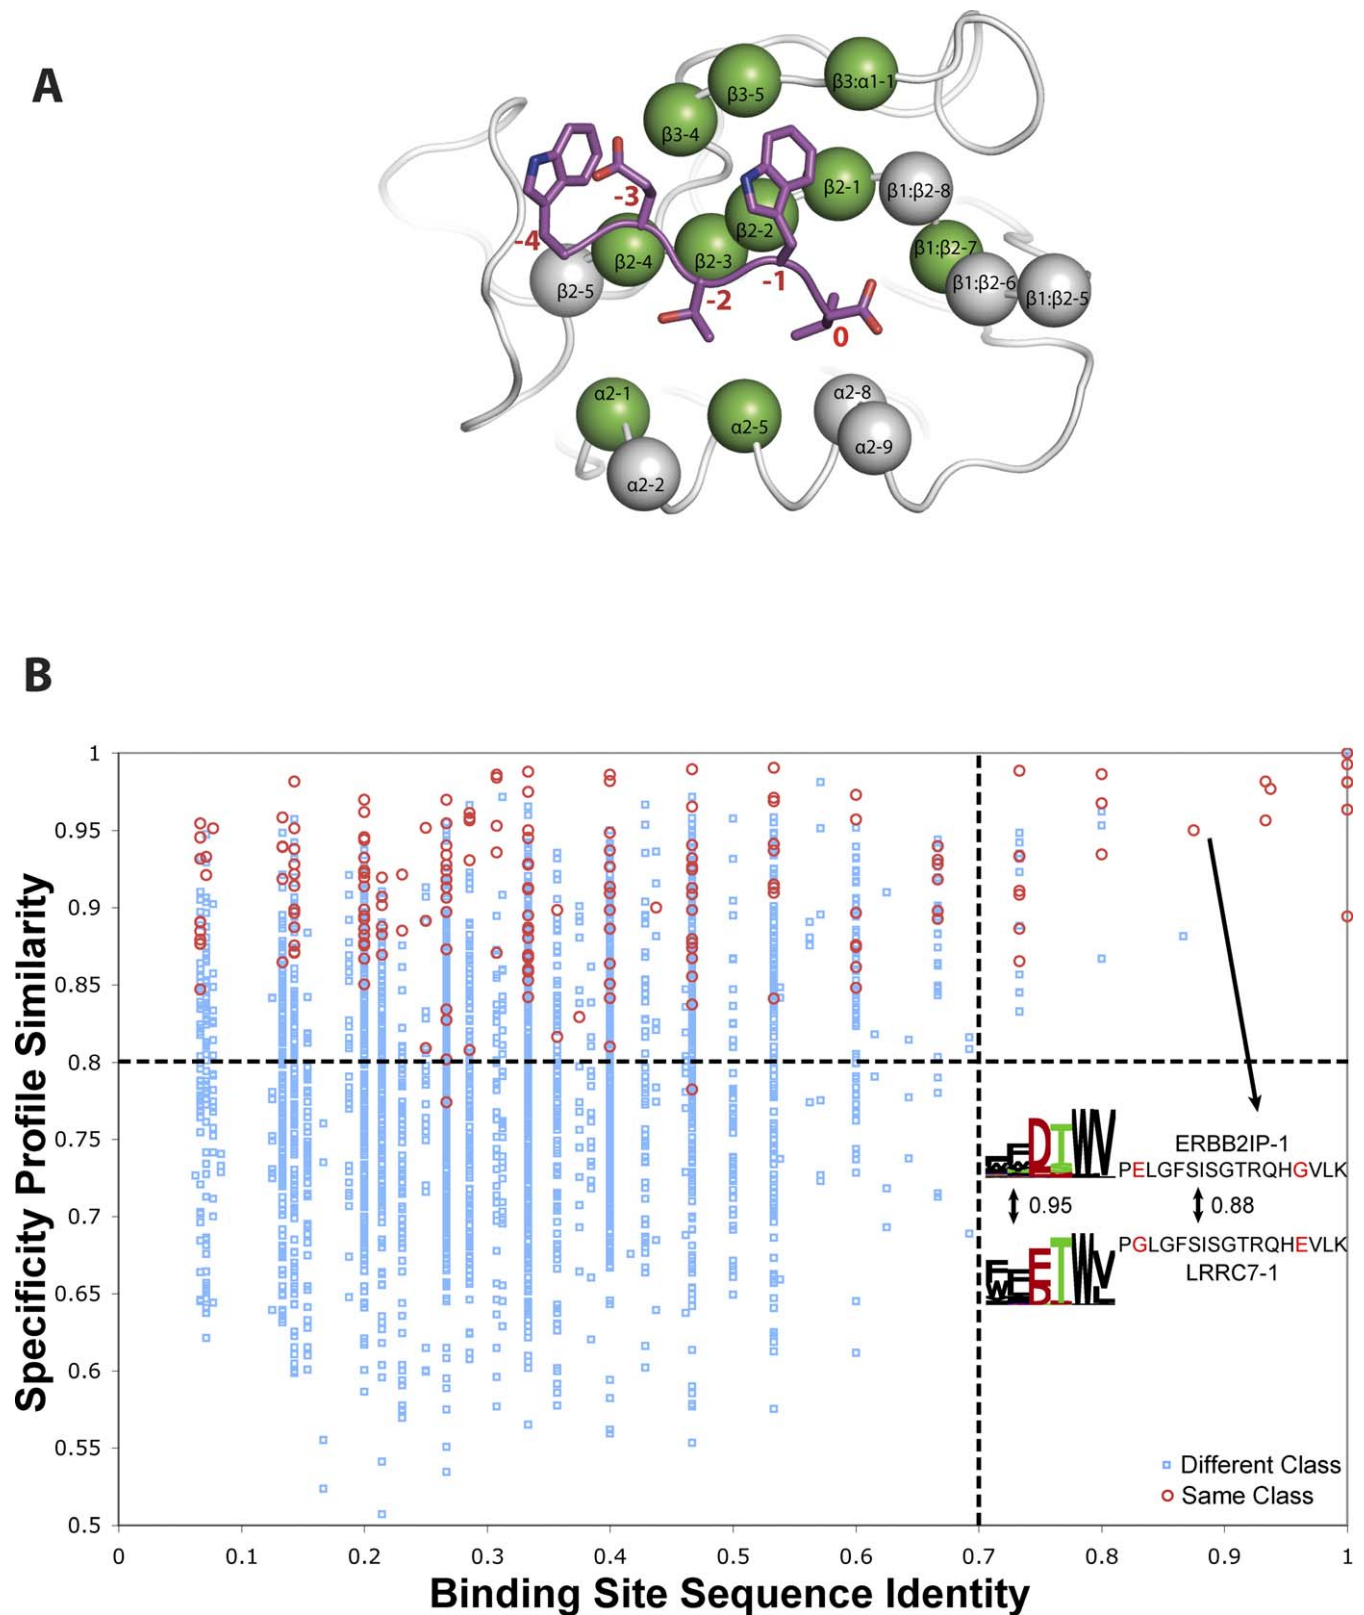 A
β3-5
β3:α1-1
β3-4
-3
β2-1
β1:β2-8
-4
β2-2
β2-4
β2-3
β1:β2-7
β2-5
-2
-1
β1:β2-6
β1:β2-5
0
α2-1
α2-5
α2-8
α2-9
α2-2
B
Specificity Profile Similarity
1
0.95
0.9
0.85
0.8
0.75
0.7
0.65
0.6
0.55
0.5
DTWV
ERBB2IP-1
PELGFSISGTRQHGVLK
0.95
0.88
PGLGFSISGTRQHEVLK
LRRC7-1
ETWV
Different Class
Same Class
0
0.1
0.2
0.3
0.4
0.5
0.6
0.7
0.8
0.9
1
Binding Site Sequence Identity